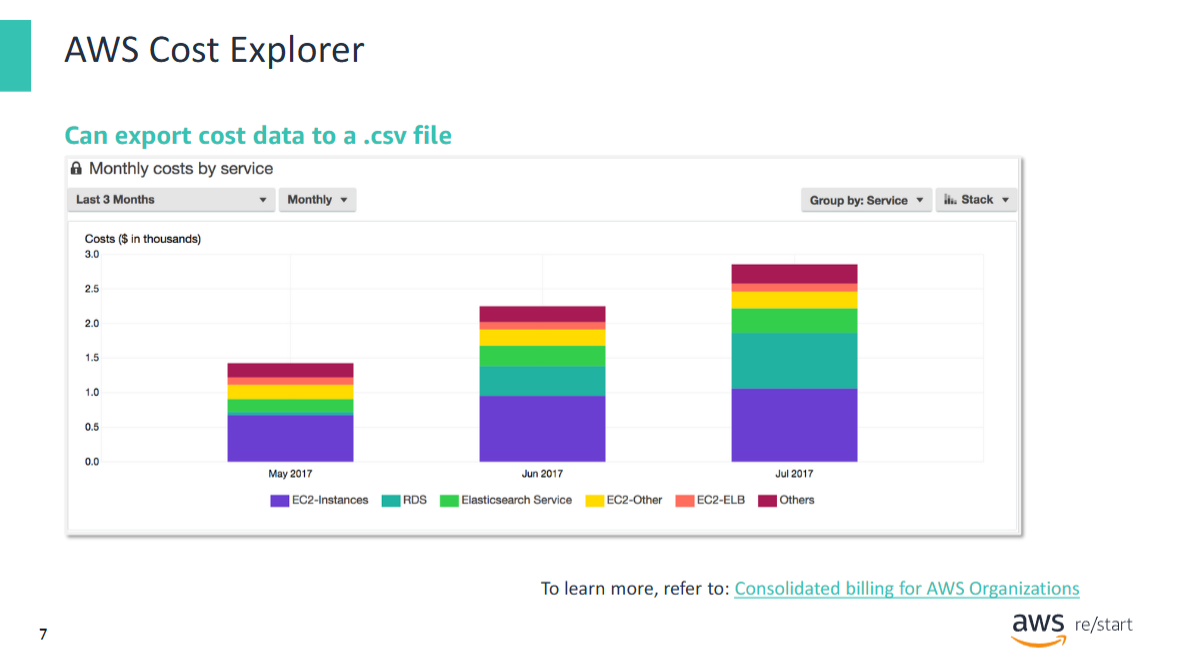 AWS Cost Explorer
Can export cost data to a .csv file
Monthly costs by service
Last 3 Months
Monthly
Group by: Service
Stack
Costs ($ in thousands)
3.0
2.5
2.0
1.5
1.0
0.5
0.0
May 2017
Jun 2017
Jul 2017
EC2-Instances
RDS
Elasticsearch Service
EC2-Other
EC2-ELB
Others
To learn more, refer to: Consolidated billing for AWS Organizations
aws re/start
7